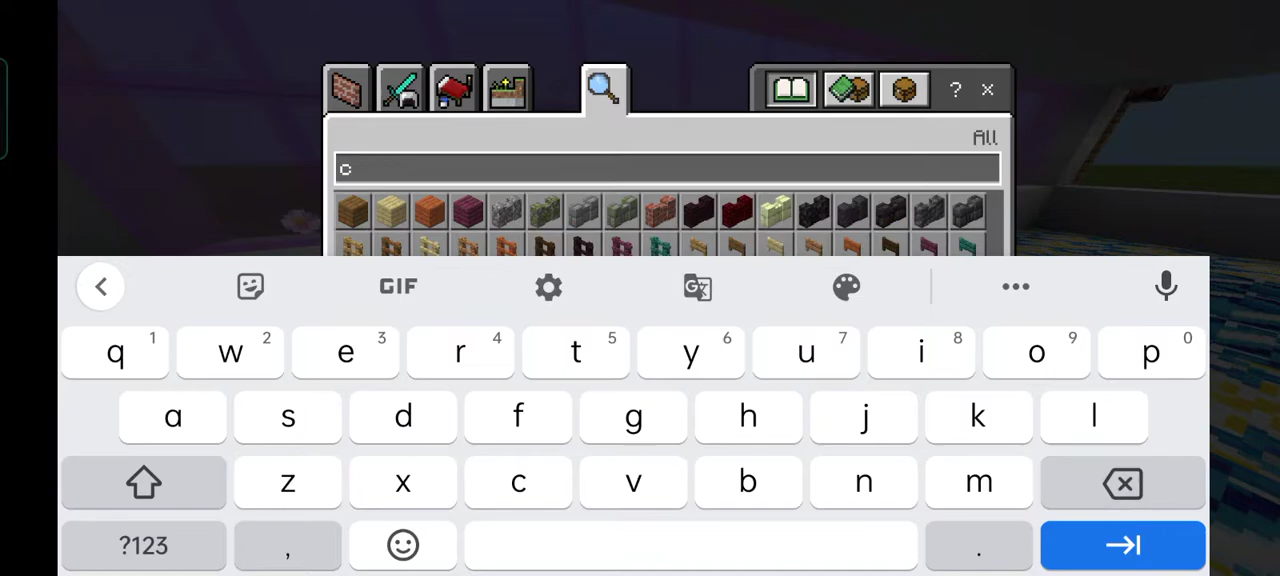 ? ×
All
c
GIF
q 1 w 2 e 3 r 4 t 5 y 6 u 7 i 8 o 9 p 0
a s d f g h j k l
z x c v b n m
?123 , .